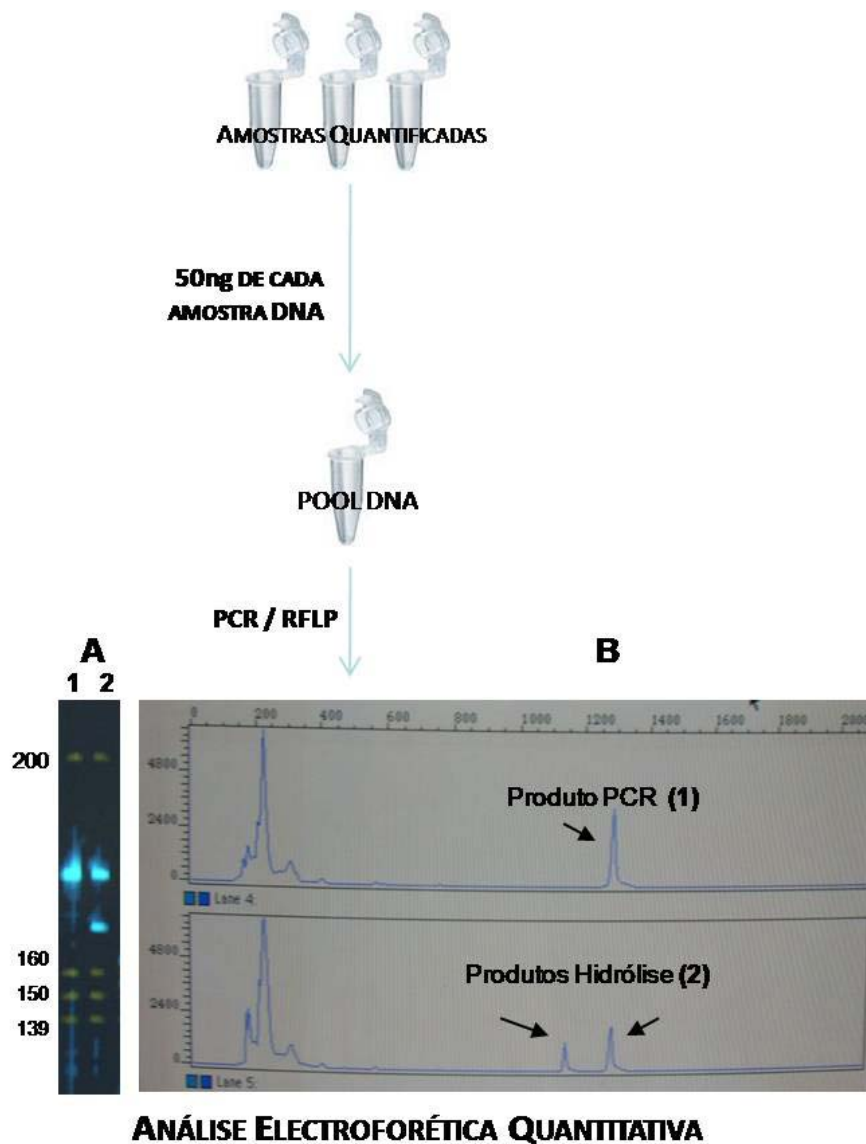 AMOSTRAS QUANTIFICADAS
50ng DE CADA
AMOSTRA DNA
POOL DNA
PCR / RFLP
A
B
1 2
200
160
150
139
0 200 400 600 800 1000 1200 1400 1600 1800 2000
4800
2400
0
Produto PCR (1)
Lane 4:
4800
2400
0
Produtos Hidrólise (2)
Lane 5:
ANÁLISE ELECTROFORÉTICA QUANTITATIVA